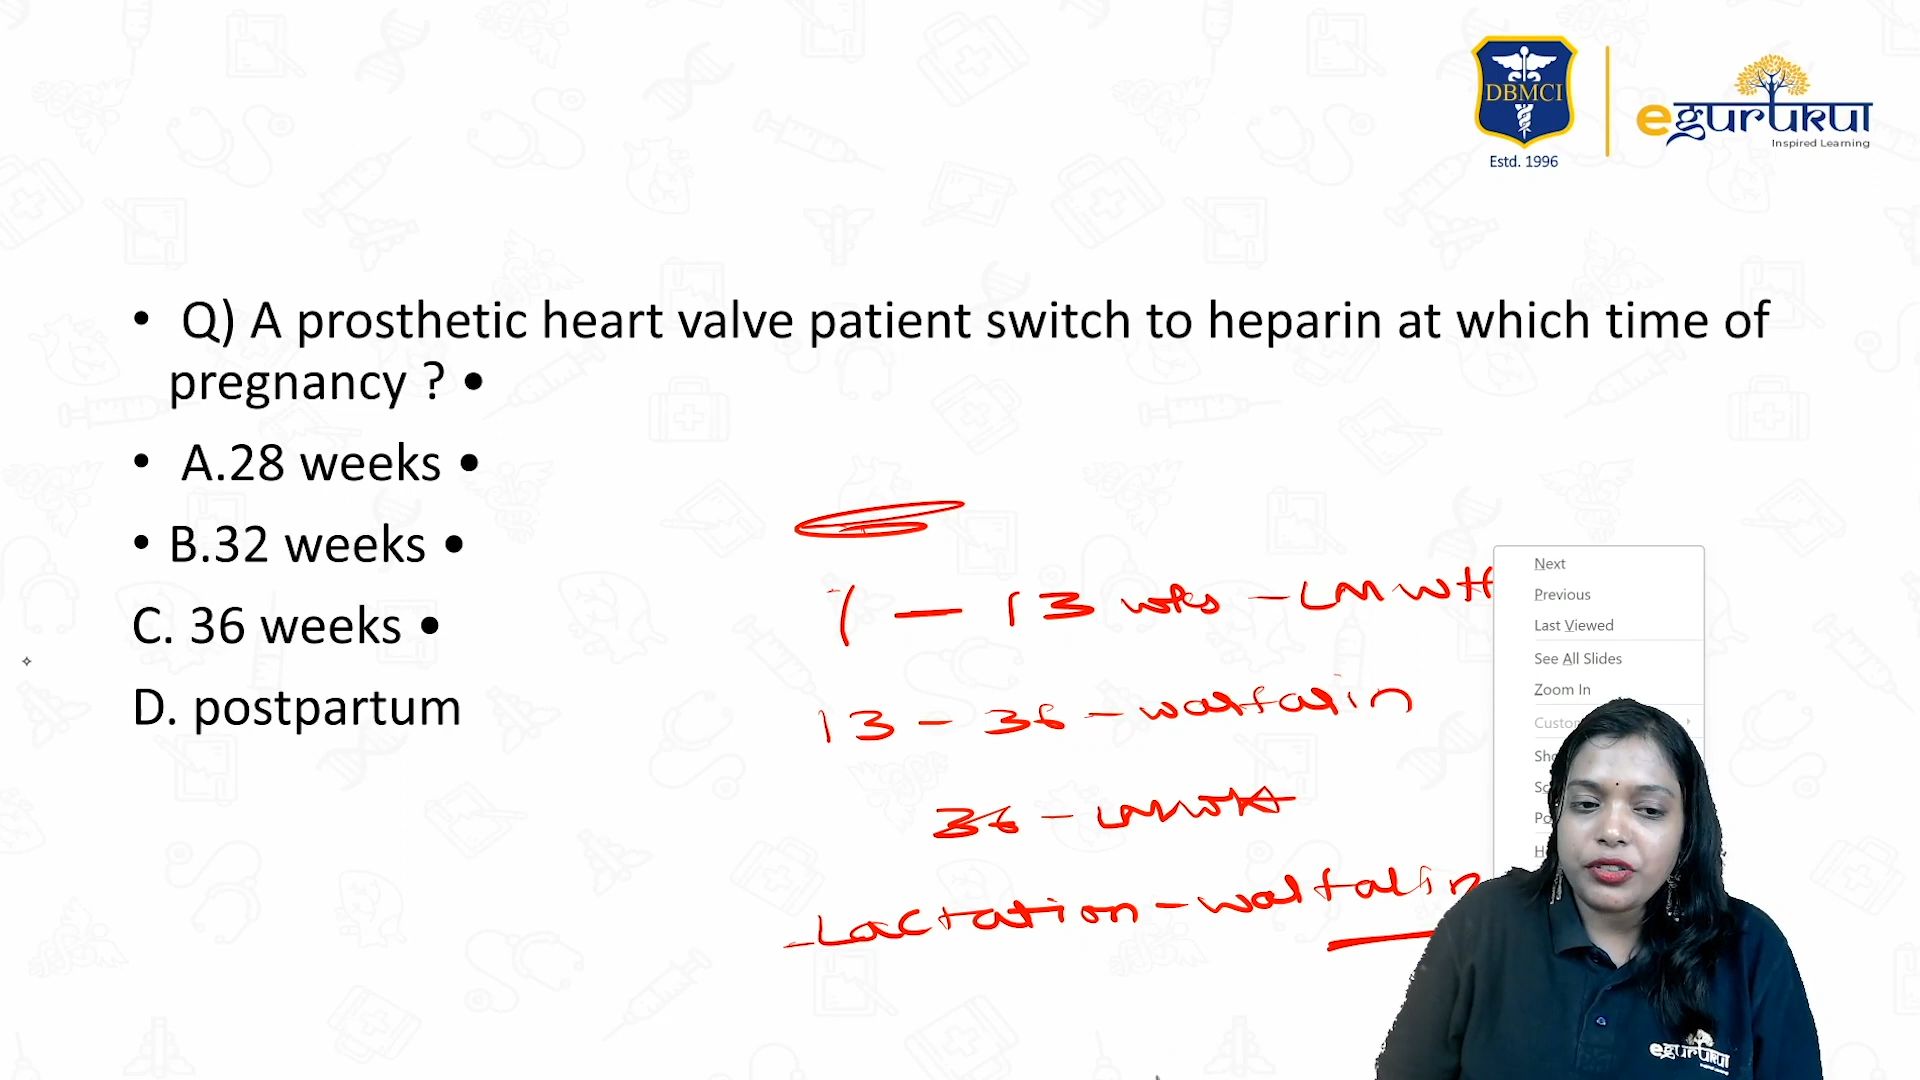 DBMCI
Estd. 1996
egurukul
Inspired Learning
• Q) A prosthetic heart valve patient switch to heparin at which time of
pregnancy ? •
• A.28 weeks •
• B.32 weeks •
C. 36 weeks •
D. postpartum
7 - 13 wks - LMWH
13 - 36 - warfarin
36 - LMWH
- Lactation - warfarin
Next
Previous
Last Viewed
See All Slides
Zoom In
egurukul